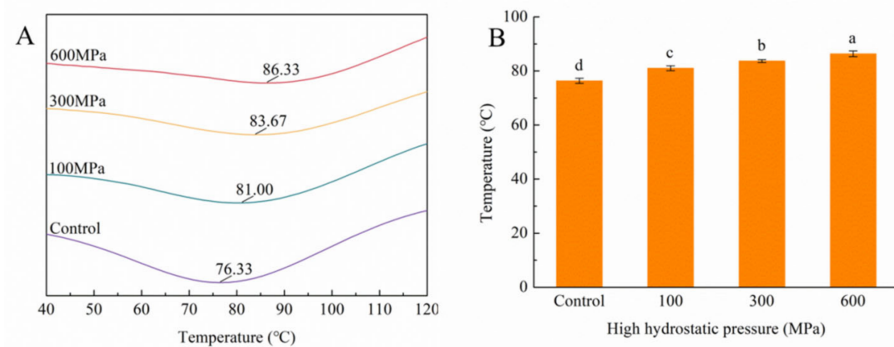 A
600MPa
86.33
300MPa
83.67
100MPa
81.00
Control
76.33
40 50 60 70 80 90 100 110 120
Temperature (℃)
B
100
80
60
40
20
0
Temperature (℃)
d c b a
Control 100 300 600
High hydrostatic pressure (MPa)